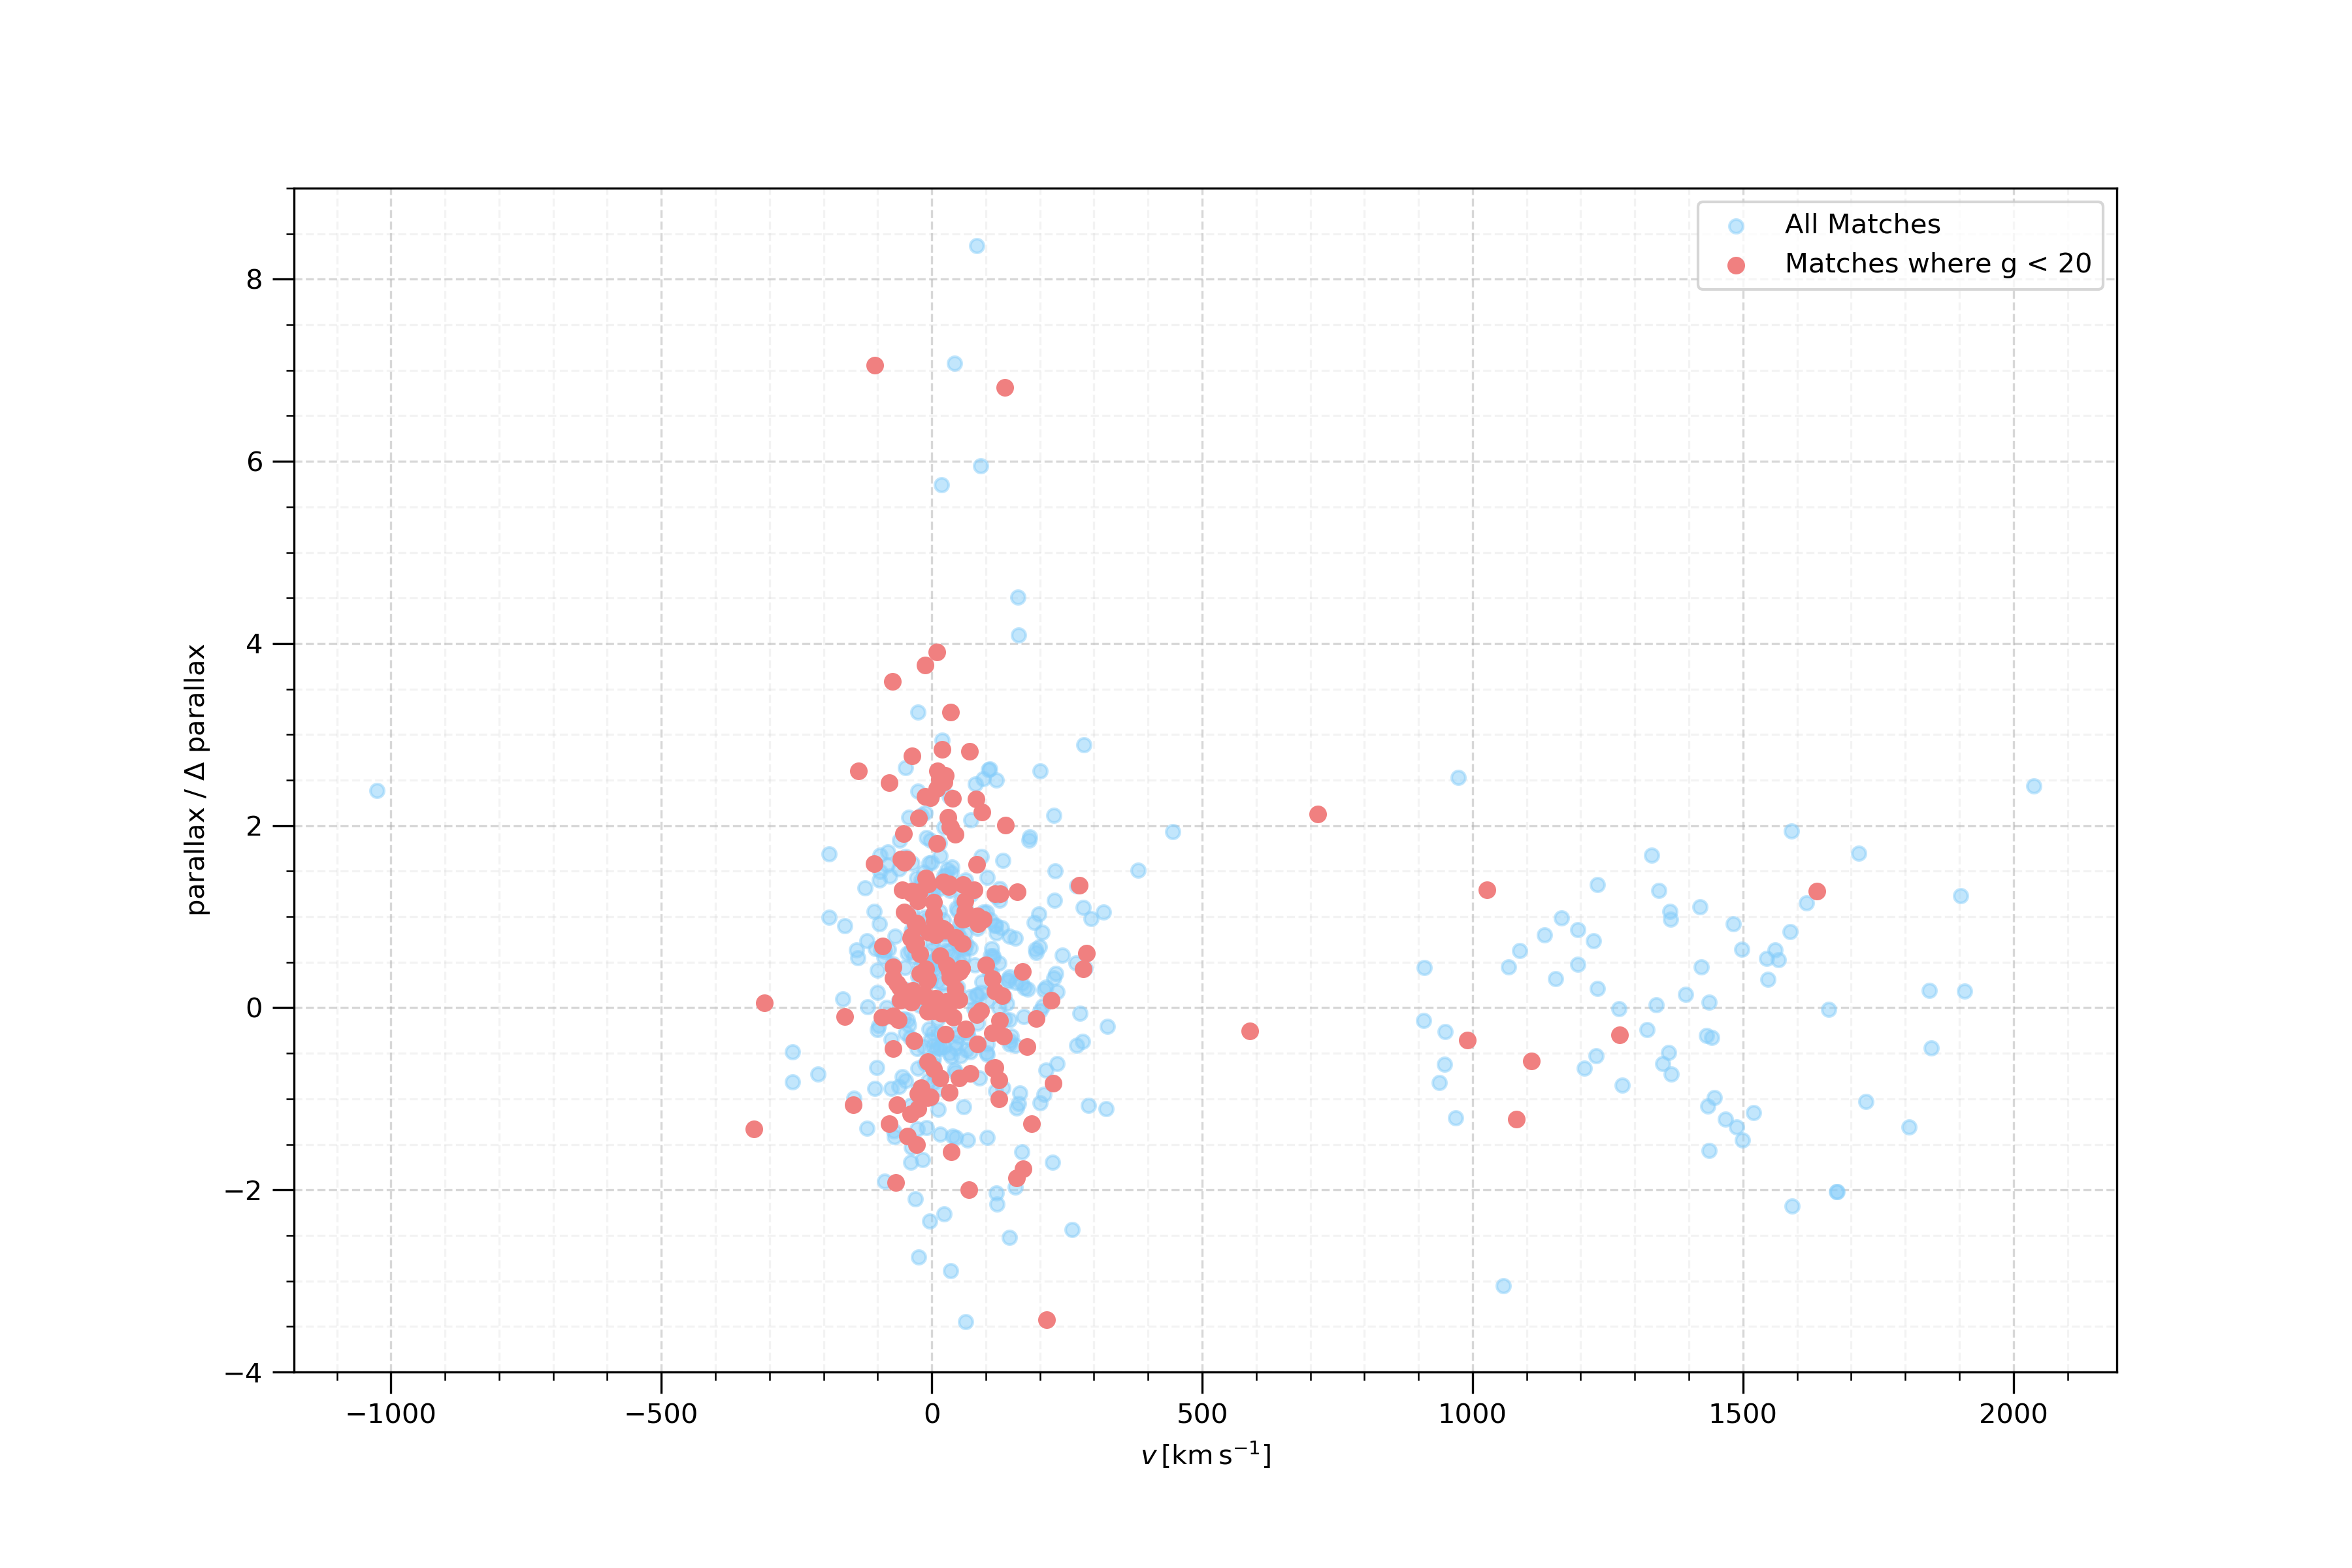 All Matches
Matches where g < 20
8
6
4
2
0
−2
−4
parallax / Δ parallax
−1000 −500 0 500 1000 1500 2000
v [km s⁻¹]